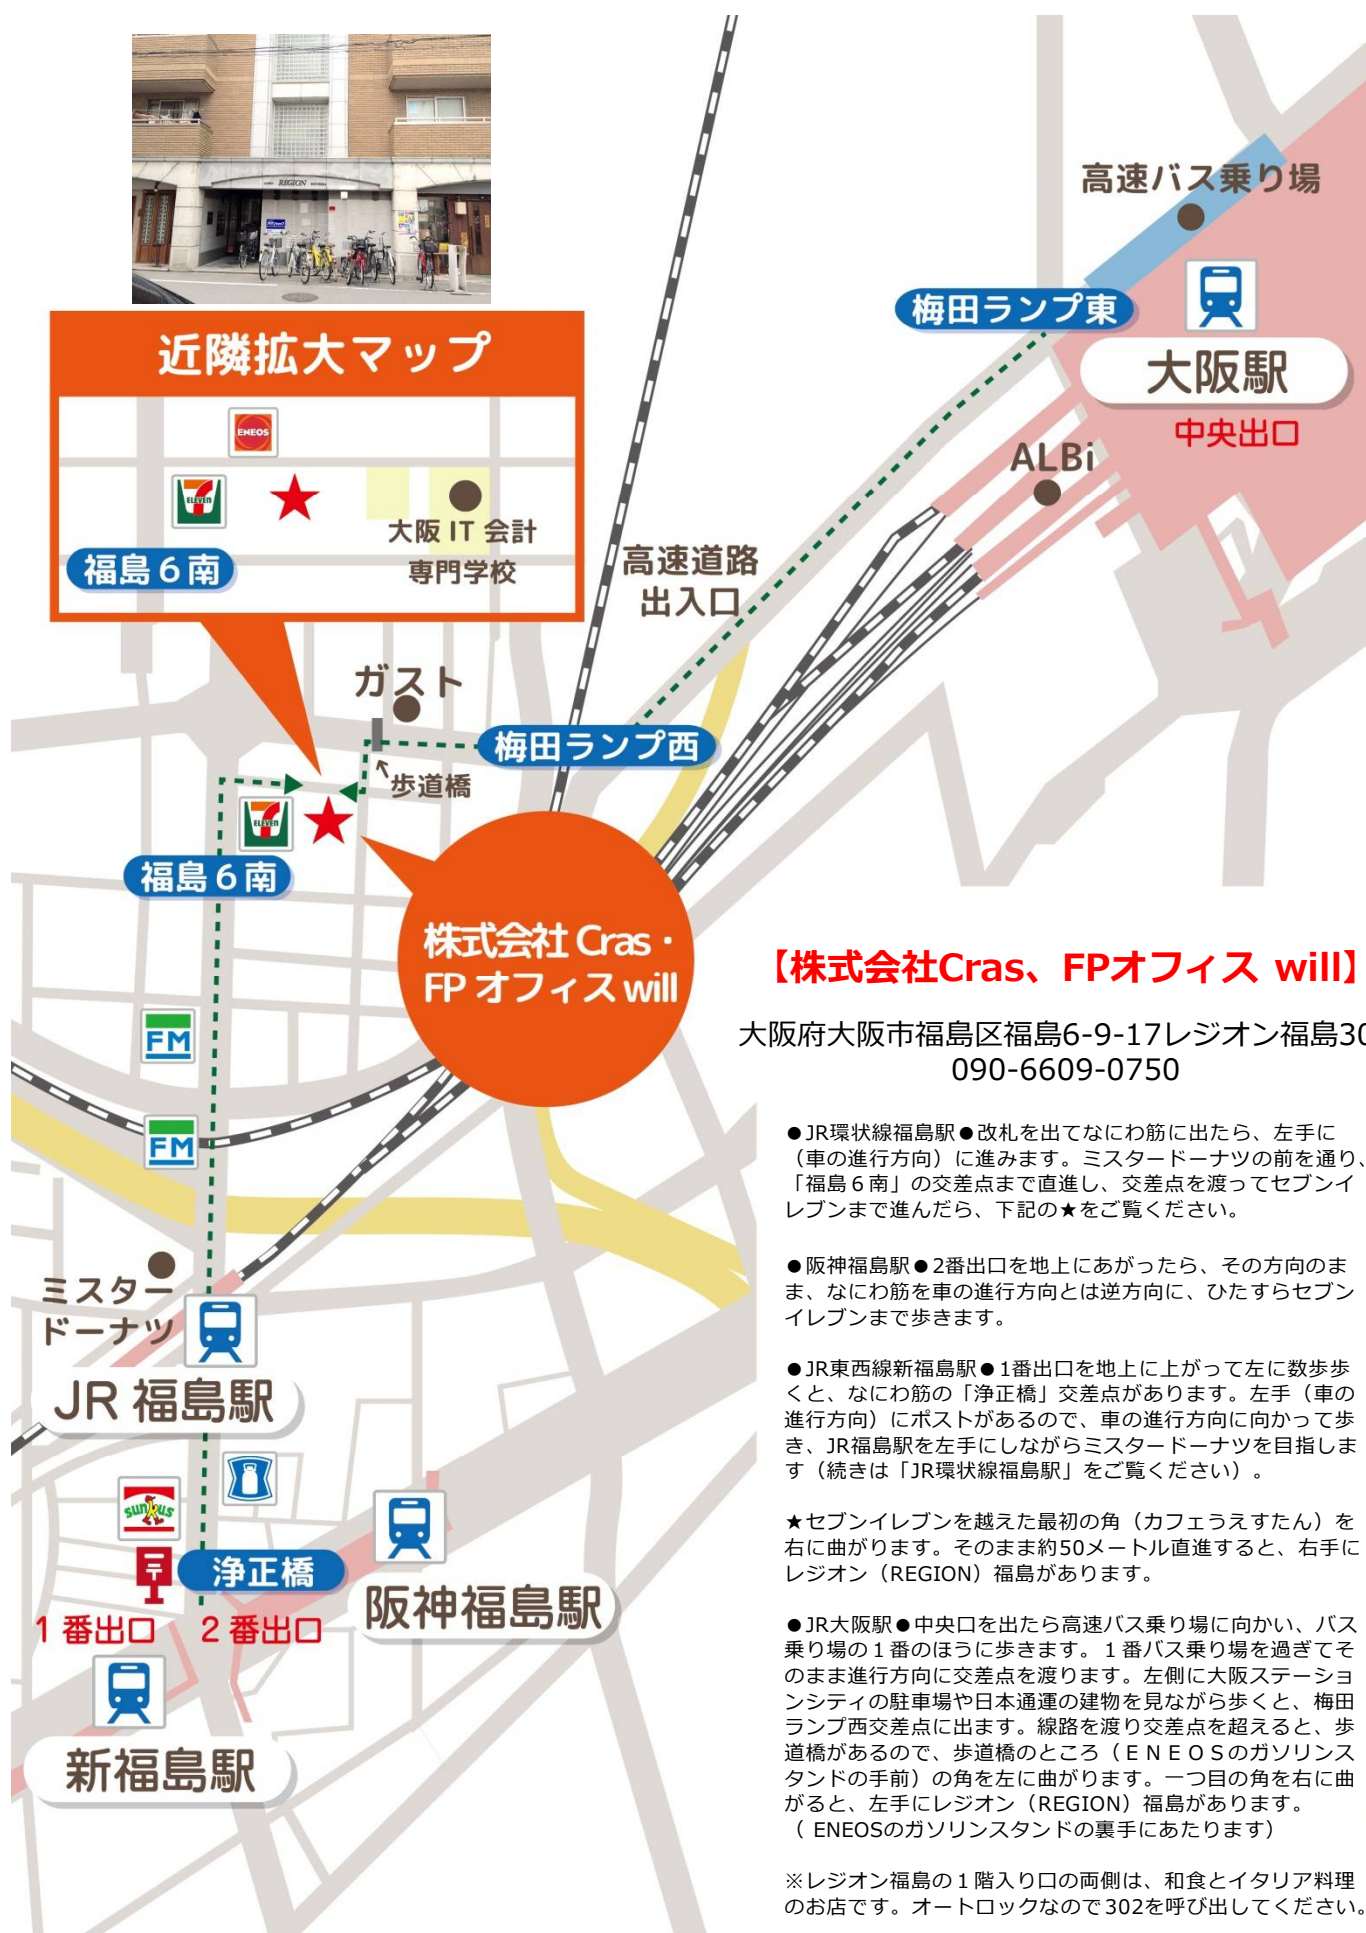 REGION
近隣拡大マップ
ENEOS
ELEVEN
福島6南
大阪 IT 会計
専門学校
高速バス乗り場
梅田ランプ東
大阪駅
中央出口
ALBi
高速道路
出入口
ガスト
梅田ランプ西
↖歩道橋
ELEVEN
福島6南
株式会社 Cras・
FP オフィス will
FM
FM
ミスター
ドーナツ
JR 福島駅
sunkus
浄正橋
1 番出口
2 番出口
阪神福島駅
新福島駅
【株式会社Cras、FPオフィス will】
大阪府大阪市福島区福島6-9-17レジオン福島30
090-6609-0750
●JR環状線福島駅●改札を出てなにわ筋に出たら、左手に
（車の進行方向）に進みます。ミスタードーナツの前を通り、
「福島６南」の交差点まで直進し、交差点を渡ってセブンイ
レブンまで進んだら、下記の★をご覧ください。
●阪神福島駅●2番出口を地上にあがったら、その方向のま
ま、なにわ筋を車の進行方向とは逆方向に、ひたすらセブン
イレブンまで歩きます。
●JR東西線新福島駅●1番出口を地上に上がって左に数歩歩
くと、なにわ筋の「浄正橋」交差点があります。左手（車の
進行方向）にポストがあるので、車の進行方向に向かって歩
き、JR福島駅を左手にしながらミスタードーナツを目指しま
す（続きは「JR環状線福島駅」をご覧ください）。
★セブンイレブンを越えた最初の角（カフェうえすたん）を
右に曲がります。そのまま約50メートル直進すると、右手に
レジオン（REGION）福島があります。
●JR大阪駅●中央口を出たら高速バス乗り場に向かい、バス
乗り場の１番のほうに歩きます。１番バス乗り場を過ぎてそ
のまま進行方向に交差点を渡ります。左側に大阪ステーショ
ンシティの駐車場や日本通運の建物を見ながら歩くと、梅田
ランプ西交差点に出ます。線路を渡り交差点を超えると、歩
道橋があるので、歩道橋のところ（ＥＮＥＯＳのガソリンス
タンドの手前）の角を左に曲がります。一つ目の角を右に曲
がると、左手にレジオン（REGION）福島があります。
（ ENEOSのガソリンスタンドの裏手にあたります）
※レジオン福島の１階入り口の両側は、和食とイタリア料理
のお店です。オートロックなので302を呼び出してください。